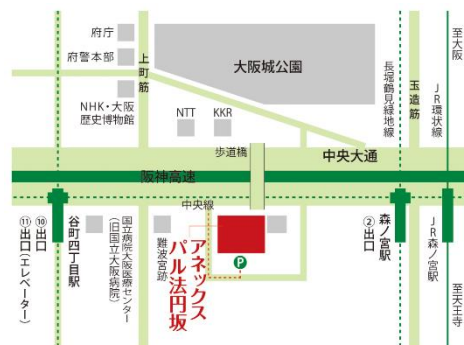 府庁
府警本部
NHK・大阪
歴史博物館
上町筋
大阪城公園
NTT
KKR
歩道橋
中央大通
長堀鶴見緑地線
玉造筋
至大阪
JR環状線
阪神高速
中央線
⑪出口(エレベーター)
⑩出口
谷町四丁目駅
国立病院大阪医療センター
(旧国立大阪病院)
難波宮跡
アネックス
パル法円坂
P
②出口
森ノ宮駅
JR森ノ宮駅
至天王寺